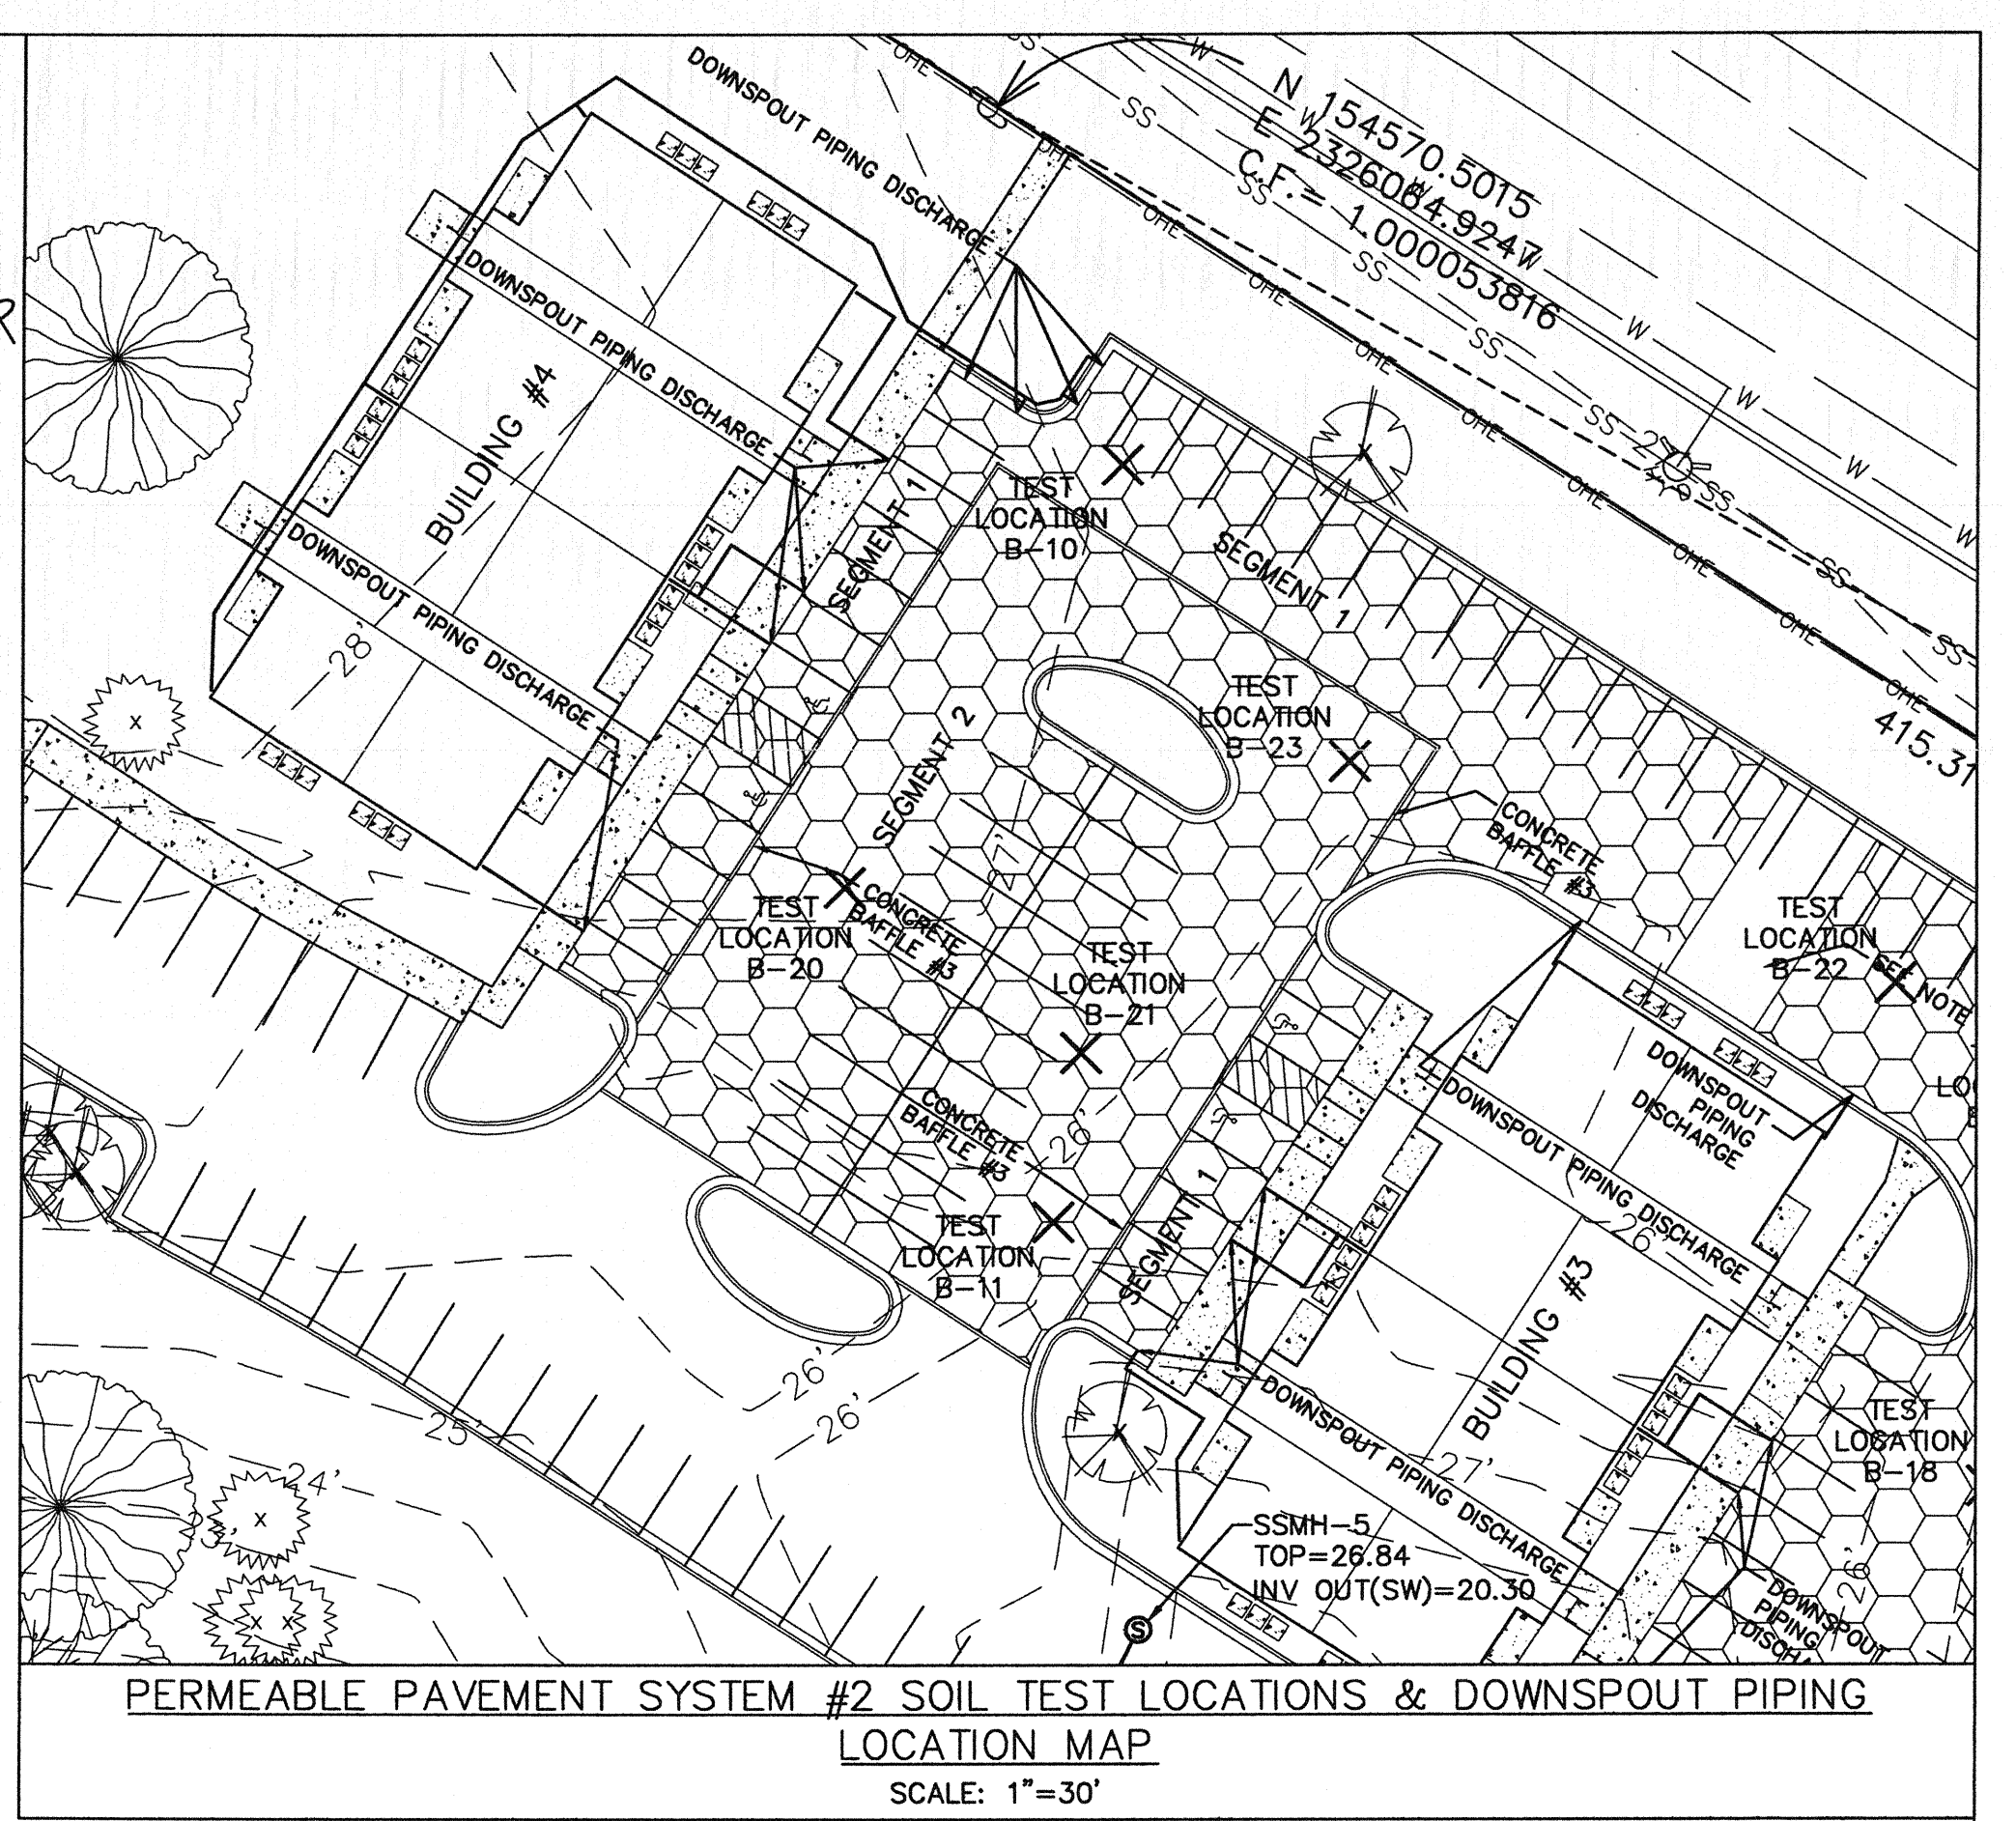 DOWNSPOUT PIPING DISCHARGE
OHE
SS
W
N 154570.5015
E 2326084.9247
C.F.= 1.000053816
R
DOWNSPOUT PIPING DISCHARGE
DOWNSPOUT PIPING DISCHARGE
BUILDING #4
28'
SEGMENT 1
TEST
LOCATION
B-10
SEGMENT 1
SEGMENT 2
TEST
LOCATION
B-23
415.31
27'
CONCRETE
BAFFLE #3
CONCRETE
BAFFLE #3
TEST
LOCATION
B-20
TEST
LOCATION
B-21
TEST
LOCATION
B-22
SEE NOTE
LO
CONCRETE
BAFFLE #3
26'
TEST
LOCATION
B-11
SEGMENT 1
DOWNSPOUT
PIPING
DISCHARGE
DOWNSPOUT PIPING DISCHARGE
26'
BUILDING #3
26'
26'
25'
24'
27'
DOWNSPOUT PIPING DISCHARGE
TEST
LOCATION
B-18
26'
SSMH-5
TOP=26.84
INV OUT(SW)=20.30
S
DOWNSPOUT
PIPING
DISCHA
PERMEABLE PAVEMENT SYSTEM #2 SOIL TEST LOCATIONS & DOWNSPOUT PIPING
LOCATION MAP
SCALE: 1"=30'